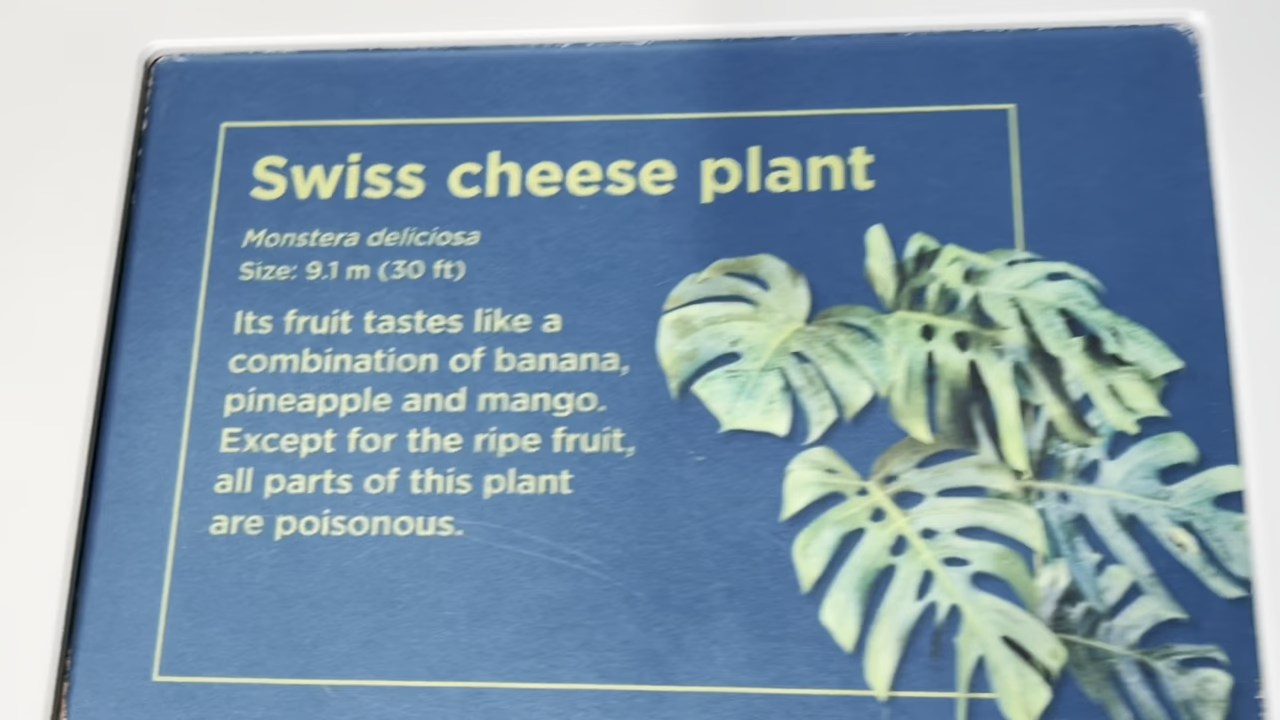 Swiss cheese plant
Monstera deliciosa
Size: 9.1 m (30 ft)
Its fruit tastes like a
combination of banana,
pineapple and mango.
Except for the ripe fruit,
all parts of this plant
are poisonous.